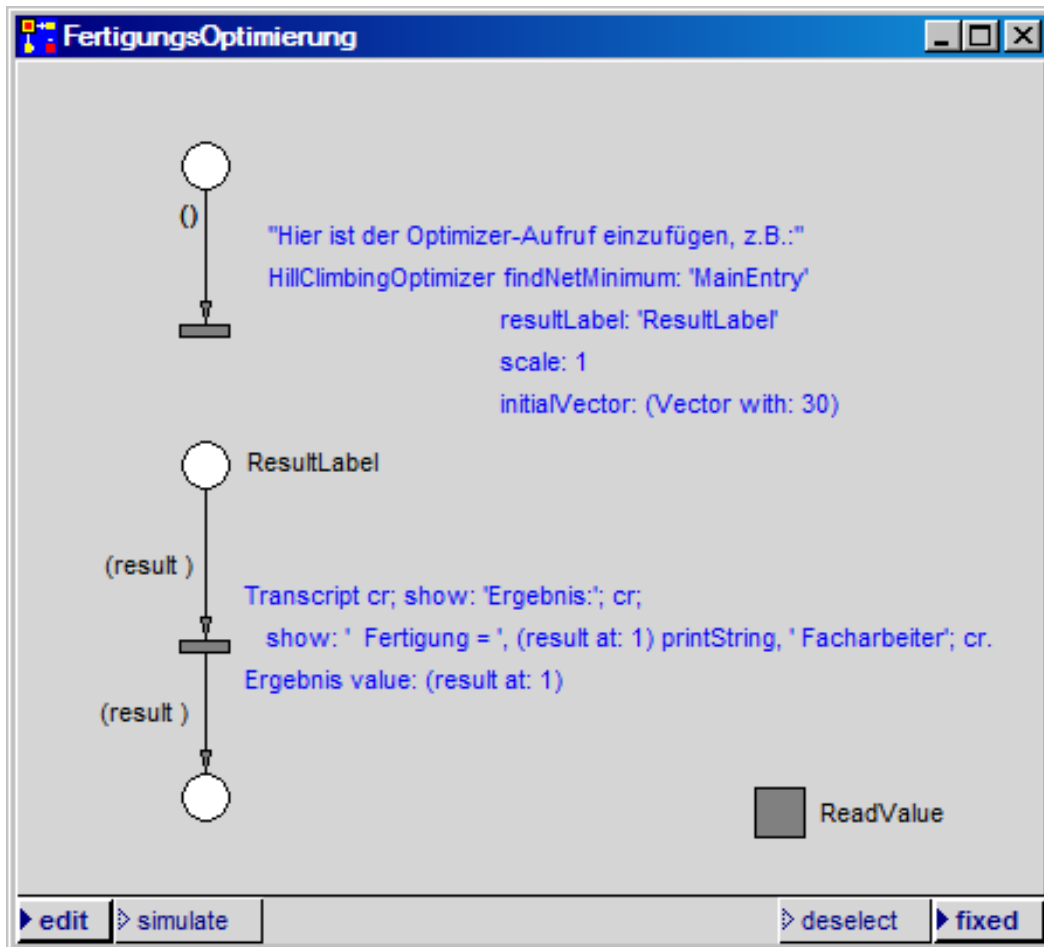 FertigungsOptimierung
()
"Hier ist der Optimizer-Aufruf einzufügen, z.B.:"
HillClimbingOptimizer findNetMinimum: 'MainEntry'
resultLabel: 'ResultLabel'
scale: 1
initialVector: (Vector with: 30)
ResultLabel
(result )
Transcript cr; show: 'Ergebnis:'; cr;
show: '  Fertigung = ', (result at: 1) printString, ' Facharbeiter'; cr.
Ergebnis value: (result at: 1)
(result )
ReadValue
edit simulate deselect fixed